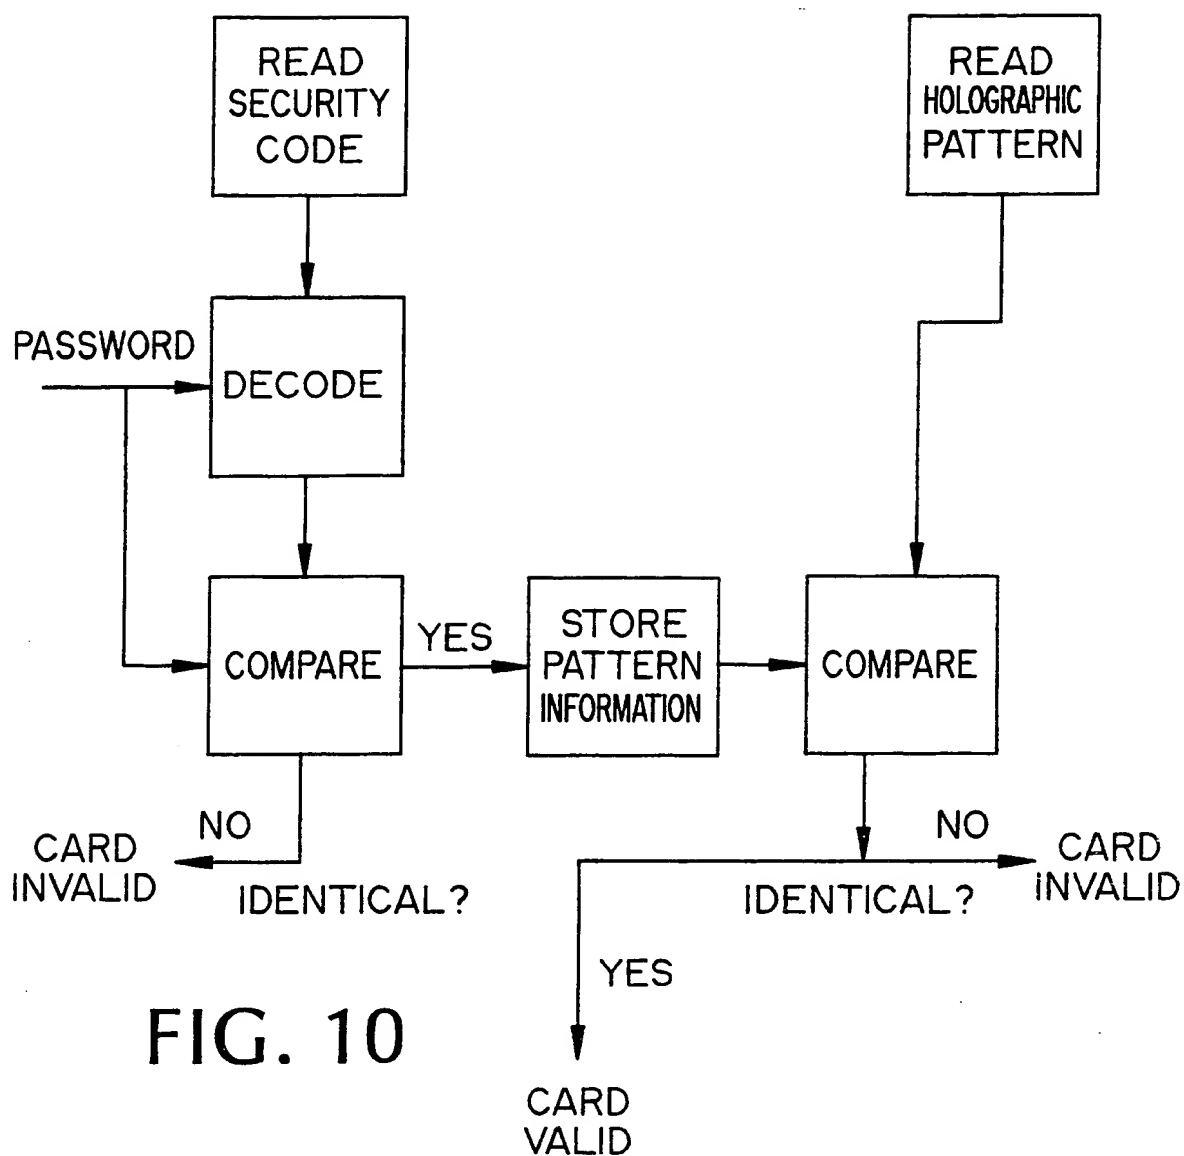 READ
SECURITY
CODE
READ
HOLOGRAPHIC
PATTERN
PASSWORD
DECODE
COMPARE
YES
STORE
PATTERN
INFORMATION
COMPARE
NO
CARD
INVALID
IDENTICAL?
NO
CARD
INVALID
IDENTICAL?
YES
CARD
VALID
FIG. 10